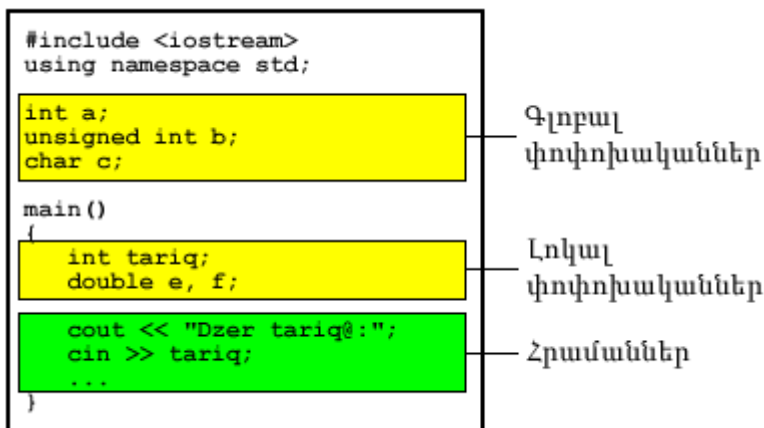 #include <iostream>
using namespace std;
int a;
unsigned int b;
char c;
Գլոբալ
փոփոխականներ
main()
{
int tariq;
double e, f;
Լոկալ
փոփոխականներ
cout << "Dzer tariq@:";
cin >> tariq;
...
Հրամաններ
}